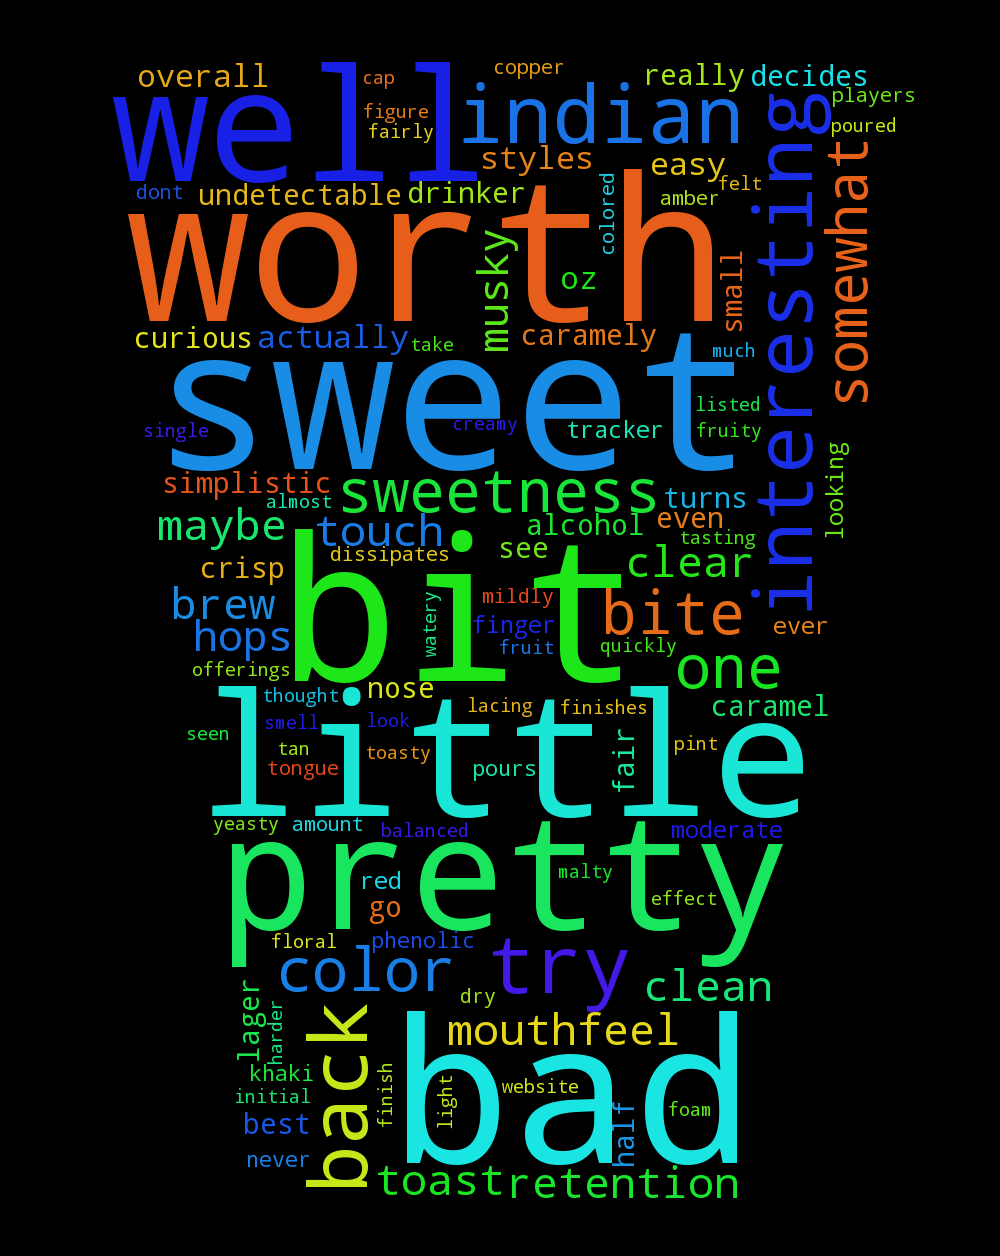 overall
cap
copper
really
decides
well
indian
players
figure
fairly
poured
interesting
somewhat
styles
easy
dont
undetectable
drinker
felt
amber
colored
worth
musky
oz
small
curious
actually
take
caramely
much
sweet
listed
single
creamy
tracker
fruity
looking
simplistic
almost
sweetness
turns
maybe
touch
alcohol
even
tasting
dissipates
see
clear
crisp
bit
brew
watery
mildly
bite
ever
hops
finger
fruit
quickly
offerings
one
thought
nose
lacing
finishes
caramel
little
seen
smell
look
tan
toasty
fair
pint
tongue
pours
yeasty
amount
balanced
moderate
pretty
malty
red
effect
go
floral
phenolic
color
try
clean
lager
harder
dry
back
mouthfeel
khaki
finish
bad
light
website
initial
best
half
foam
never
toast
retention